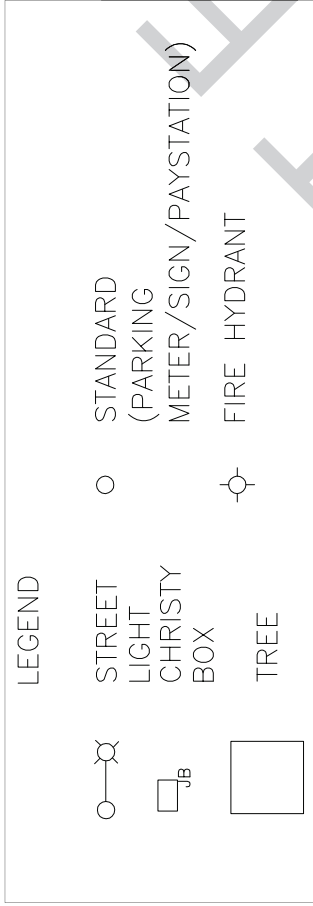 LEGEND
STREET
LIGHT
CHRISTY
BOX
JB
TREE
STANDARD
(PARKING
METER/SIGN/PAYSTATION)
FIRE HYDRANT